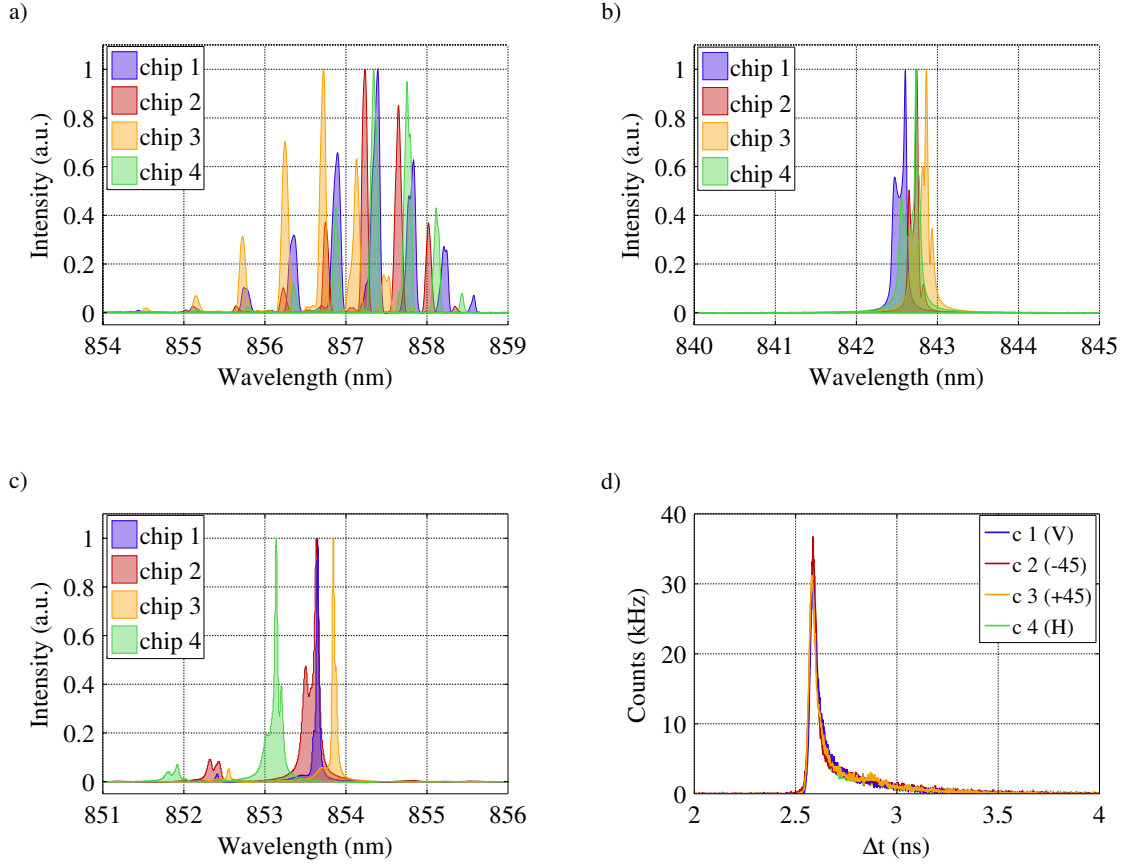 a)
chip 1
chip 2
chip 3
chip 4
1
0.8
0.6
0.4
0.2
0
Intensity (a.u.)
854 855 856 857 858 859
Wavelength (nm)
b)
chip 1
chip 2
chip 3
chip 4
1
0.8
0.6
0.4
0.2
0
Intensity (a.u.)
840 841 842 843 844 845
Wavelength (nm)
c)
chip 1
chip 2
chip 3
chip 4
1
0.8
0.6
0.4
0.2
0
Intensity (a.u.)
851 852 853 854 855 856
Wavelength (nm)
d)
c 1 (V)
c 2 (-45)
c 3 (+45)
c 4 (H)
40
30
20
10
0
Counts (kHz)
2 2.5 3 3.5 4
Δt (ns)